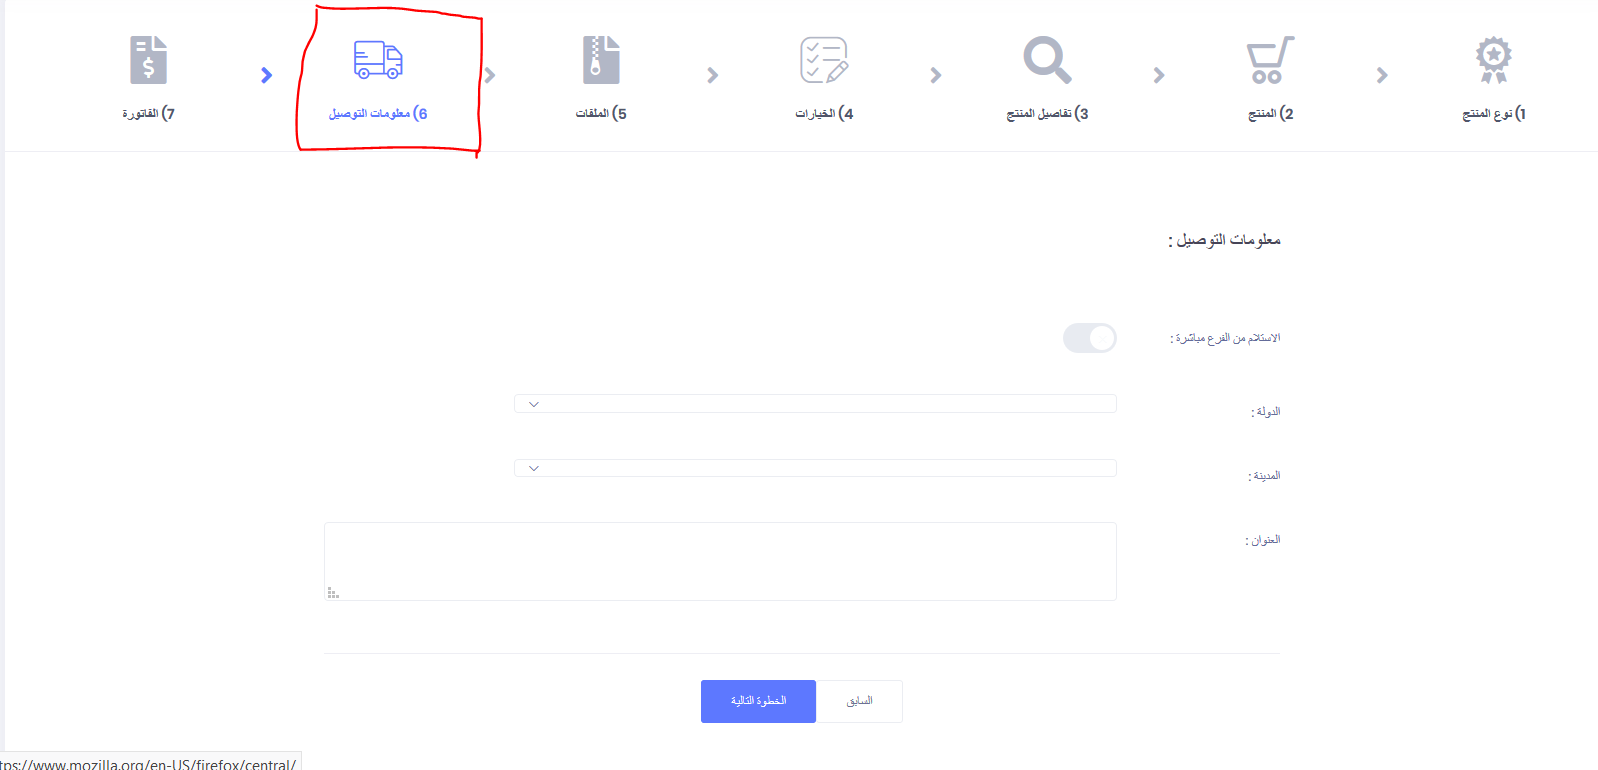 1) نوع المنتج
2) المنتج
3) تفاصيل المنتج
4) الخيارات
5) الملفات
6) معلومات التوصيل
7) الفاتورة
معلومات التوصيل :
الاستلام من الفرع مباشرة :
الدولة :
المدينة :
العنوان :
السابق
الخطوة التالية
tps://www.mozilla.org/en-US/firefox/central/